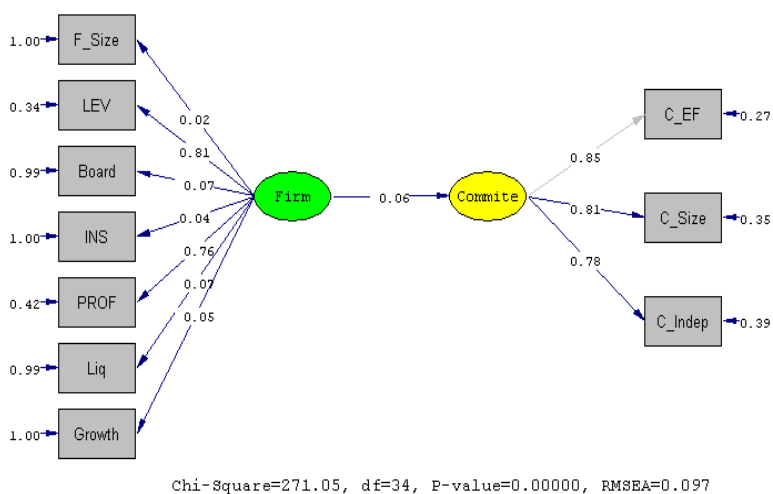 1.00
F_Size
0.34
LEV
0.99
Board
1.00
INS
0.42
PROF
0.99
Liq
1.00
Growth
0.02
0.81
0.07
0.04
0.76
0.07
0.05
Firm
0.06
Commite
0.85
0.81
0.78
C_EF
0.27
C_Size
0.35
C_Indep
0.39
Chi-Square=271.05, df=34, P-value=0.00000, RMSEA=0.097